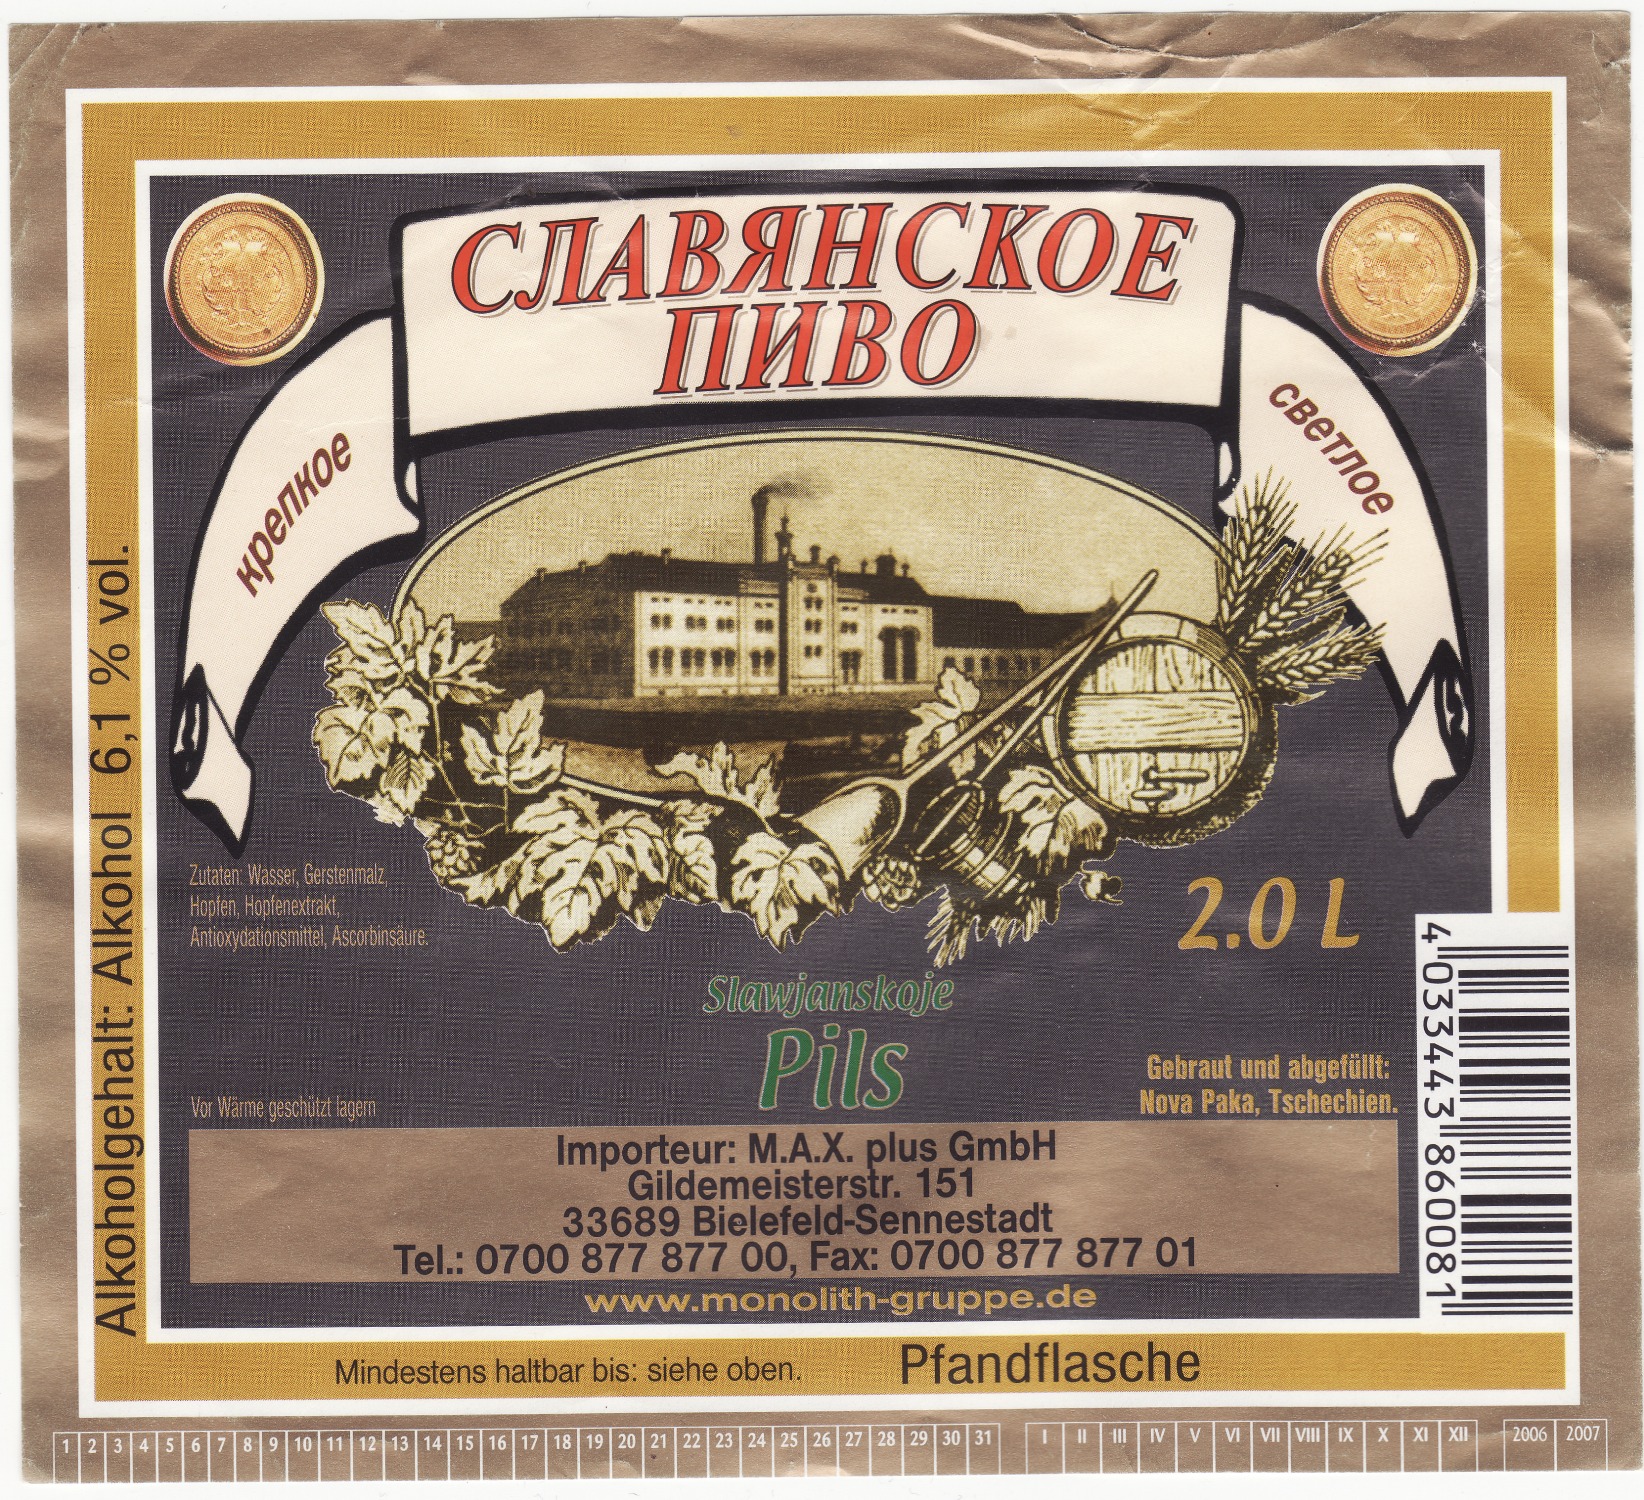 СЛАВЯНСКОЕ
ПИВО
крепкое
светлое
Alkoholgehalt: Alkohol 6,1 % vol.
Zutaten: Wasser, Gerstenmalz,
Hopfen, Hopfenextrakt,
Antioxydationsmittel, Ascorbinsäure.
2.0 L
Slawjanskoje
Pils
Vor Wärme geschützt lagern
Gebraut und abgefüllt:
Nova Paka, Tschechien.
4 033443 860081
Importeur: M.A.X. plus GmbH
Gildemeisterstr. 151
33689 Bielefeld-Sennestadt
Tel.: 0700 877 877 00, Fax: 0700 877 877 01
www.monolith-gruppe.de
Mindestens haltbar bis: siehe oben. Pfandflasche
1 2 3 4 5 6 7 8 9 10 11 12 13 14 15 16 17 18 19 20 21 22 23 24 25 26 27 28 29 30 31 I II III IV V VI VII VIII IX X XI XII 2006 2007